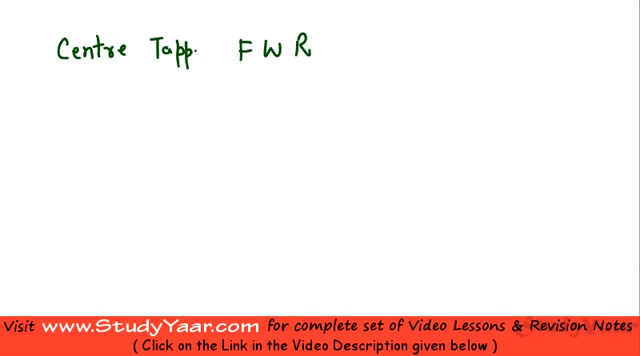 Centre Tapp. F W R
Visit www.StudyYaar.com for complete set of Video Lessons & Revision Notes
( Click on the Link in the Video Description given below )